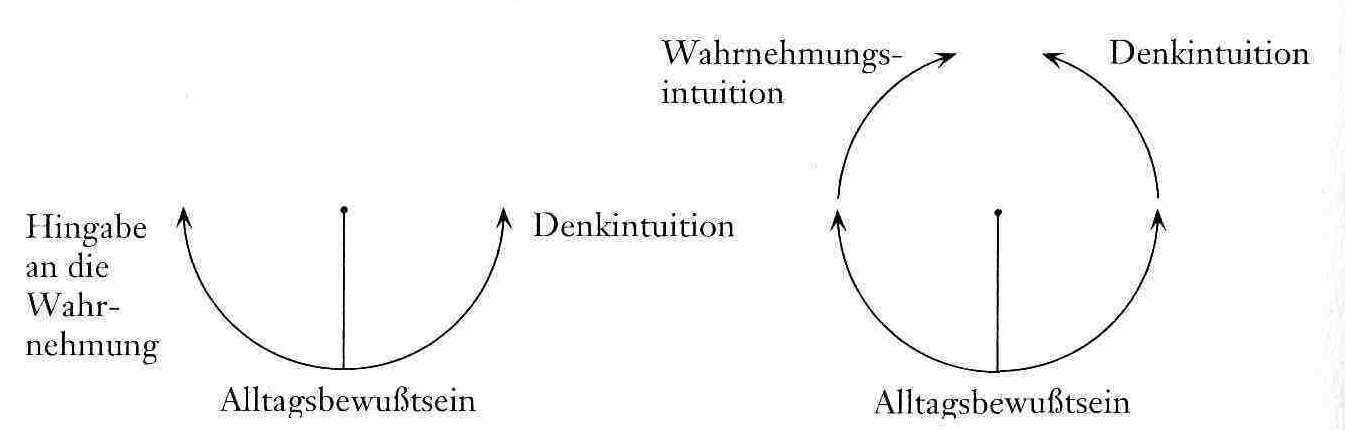 Wahrnehmungs-
intuition
Denkintuition
Hingabe
an die
Wahr-
nehmung
Denkintuition
Alltagsbewußtsein
Alltagsbewußtsein